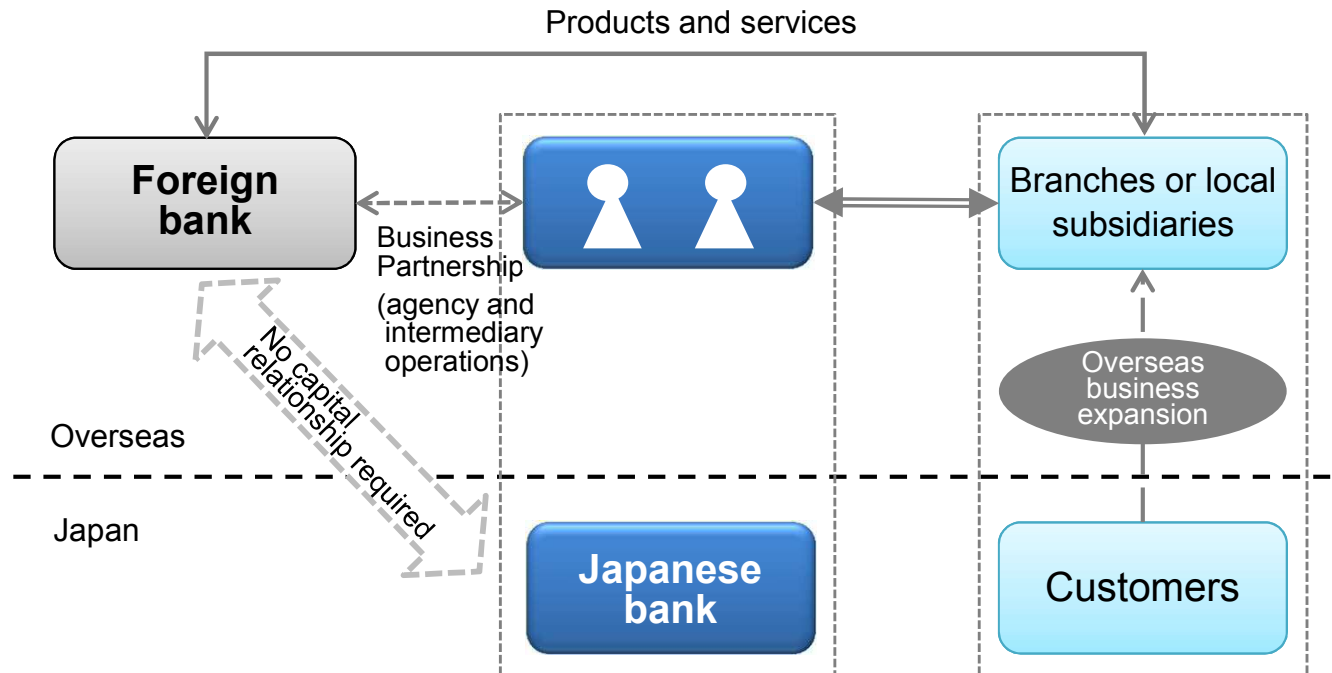 Products and services
Foreign
bank
Business
Partnership
(agency and
intermediary
operations)
Branches or local
subsidiaries
No capital
relationship required
Overseas
business
expansion
Overseas
Japan
Japanese
bank
Customers